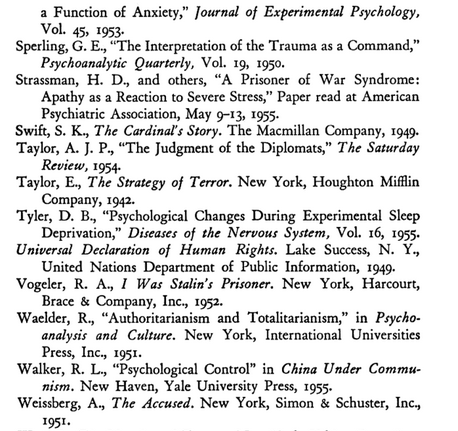 a Function of Anxiety,” Journal of Experimental Psychology,
Vol. 45, 1953.
Sperling, G. E., “The Interpretation of the Trauma as a Command,”
Psychoanalytic Quarterly, Vol. 19, 1950.
Strassman, H. D., and others, “A Prisoner of War Syndrome:
Apathy as a Reaction to Severe Stress,” Paper read at American
Psychiatric Association, May 9–13, 1955.
Swift, S. K., The Cardinal’s Story. The Macmillan Company, 1949.
Taylor, A. J. P., “The Judgment of the Diplomats,” The Saturday
Review, 1954.
Taylor, E., The Strategy of Terror. New York, Houghton Mifflin
Company, 1942.
Tyler, D. B., “Psychological Changes During Experimental Sleep
Deprivation,” Diseases of the Nervous System, Vol. 16, 1955.
Universal Declaration of Human Rights. Lake Success, N. Y.,
United Nations Department of Public Information, 1949.
Vogeler, R. A., I Was Stalin’s Prisoner. New York, Harcourt,
Brace & Company, Inc., 1952.
Waelder, R., “Authoritarianism and Totalitarianism,” in Psycho-
analysis and Culture. New York, International Universities
Press, Inc., 1951.
Walker, R. L., “Psychological Control” in China Under Commu-
nism. New Haven, Yale University Press, 1955.
Weissberg, A., The Accused. New York, Simon & Schuster, Inc.,
1951.